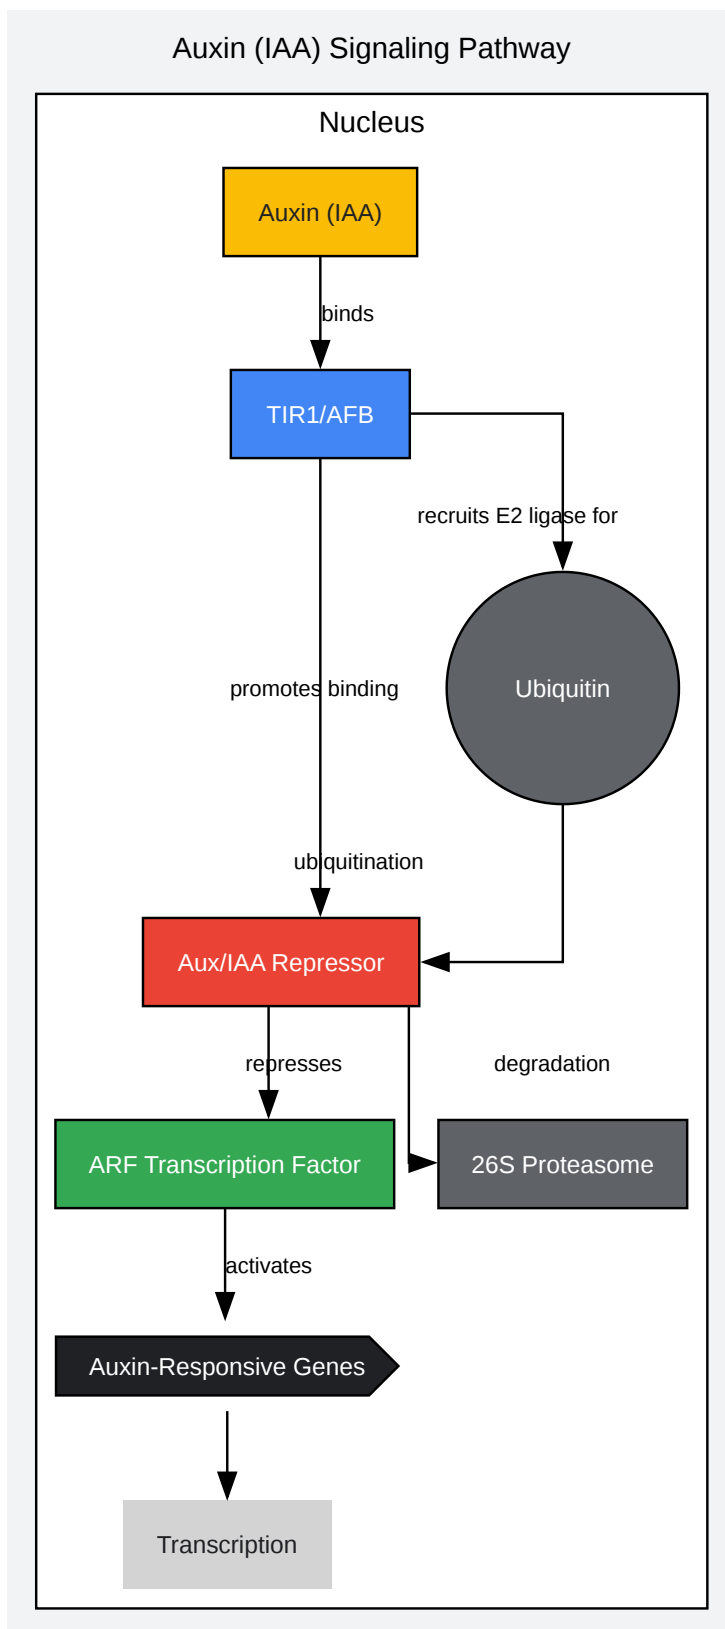 Auxin (IAA) Signaling Pathway
Nucleus
Auxin (IAA)
binds
TIR1/AFB
recruits E2 ligase for
promotes binding
Ubiquitin
ubiquitination
Aux/IAA Repressor
represses
degradation
ARF Transcription Factor
26S Proteasome
activates
Auxin-Responsive Genes
Transcription